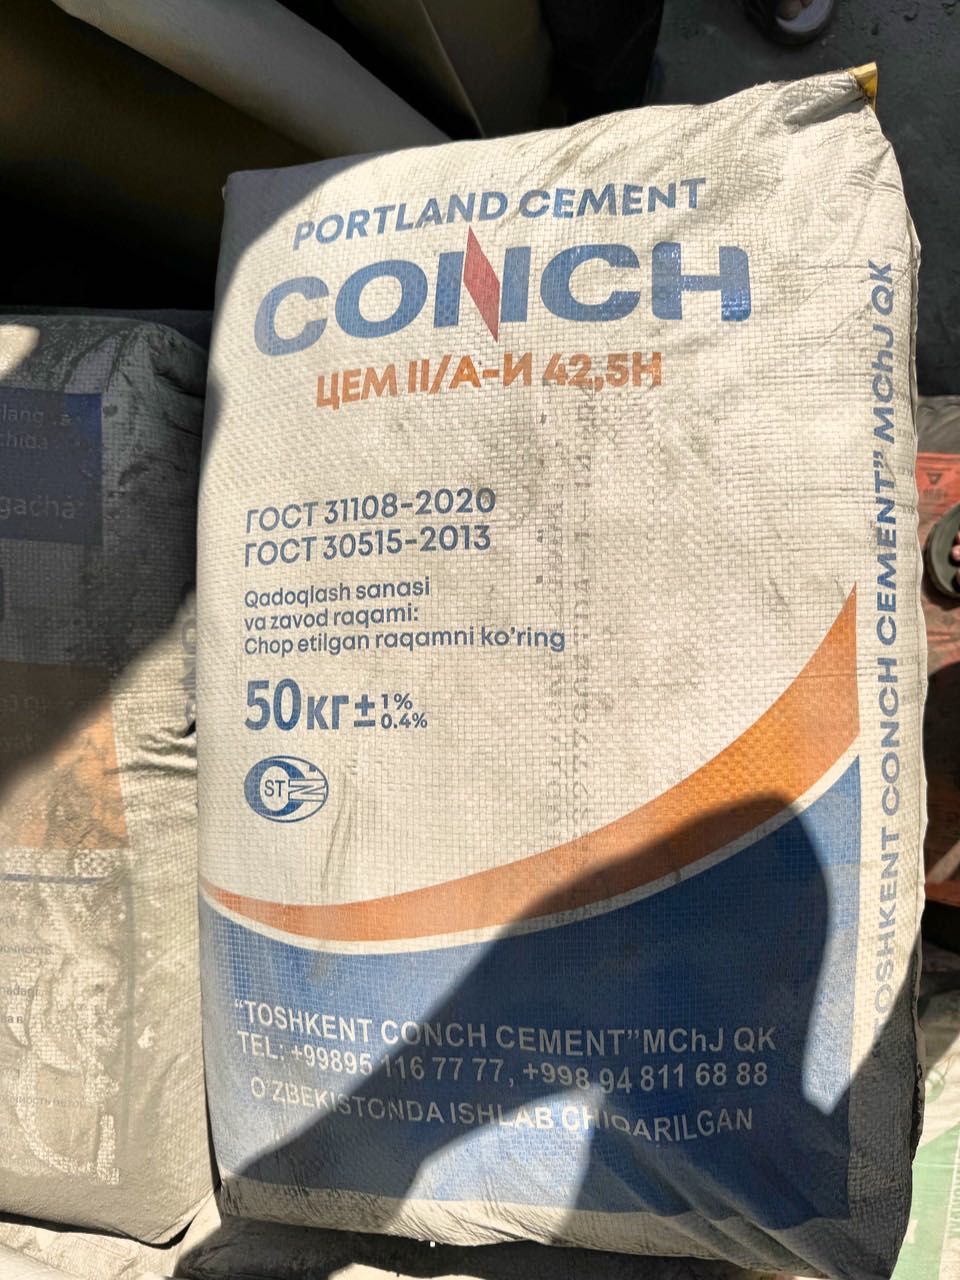 PORTLAND CEMENT
CONCH
ЦЕМ II/А-И 42,5Н
ГОСТ 31108-2020
ГОСТ 30515-2013
Qadoqlash sanasi
va zavod raqami:
Chop etilgan raqamni ko'ring
50кг± 1%
0.4%
ST
"TOSHKENT CONCH CEMENT"MChJ QK
TEL: +99895 116 77 77, +998 94 811 68 88
O'ZBEKISTONDA ISHLAB CHIQARILGAN
TOSHKENT CONCH CEMENT" MChJ QK
gacha